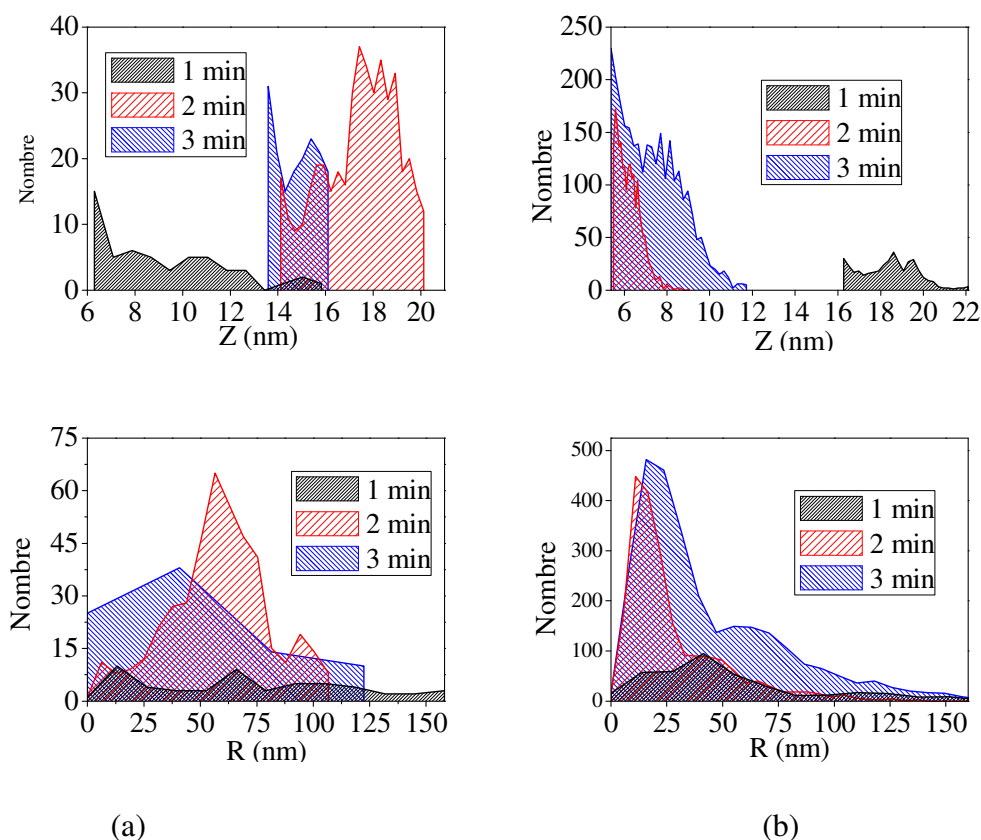 40
30
20
10
0
Nombre
1 min
2 min
3 min
6 8 10 12 14 16 18 20
Z (nm)
250
200
150
100
50
0
Nombre
1 min
2 min
3 min
6 8 10 12 14 16 18 20 22
Z (nm)
75
60
45
30
15
0
Nombre
1 min
2 min
3 min
0 25 50 75 100 125 150
R (nm)
500
400
300
200
100
0
Nombre
1 min
2 min
3 min
0 25 50 75 100 125 150
R (nm)
(a) (b)